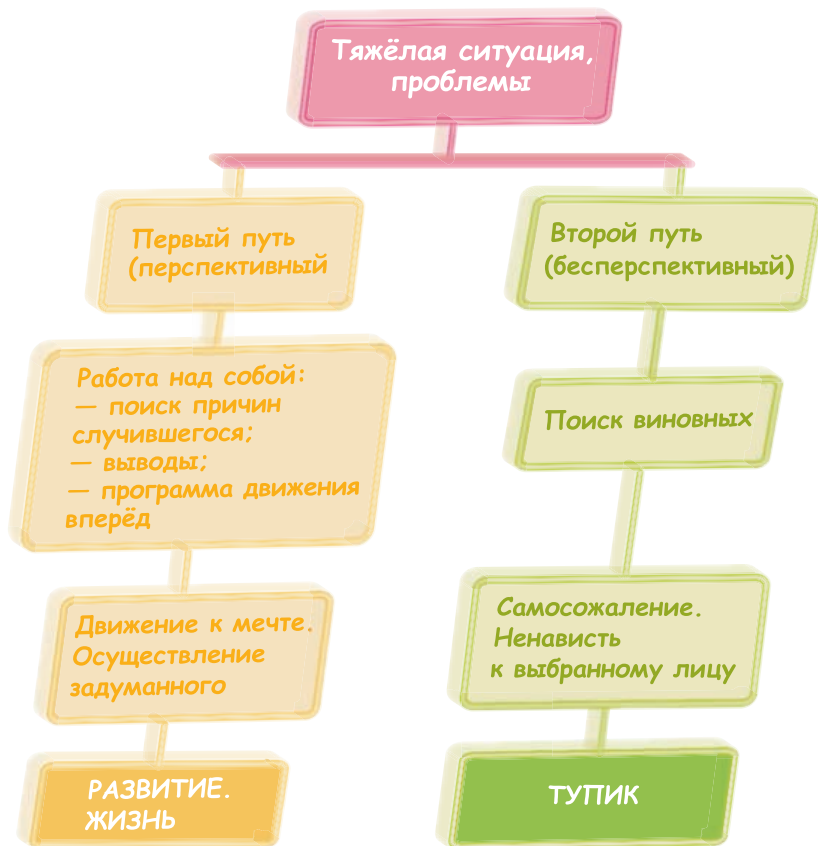 Тяжёлая ситуация,
проблемы
Первый путь
(перспективный
Работа над собой:
— поиск причин
случившегося;
— выводы;
— программа движения
вперёд
Движение к мечте.
Осуществление
задуманного
РАЗВИТИЕ.
ЖИЗНЬ
Второй путь
(бесперспективный)
Поиск виновных
Самосожаление.
Ненависть
к выбранному лицу
ТУПИК